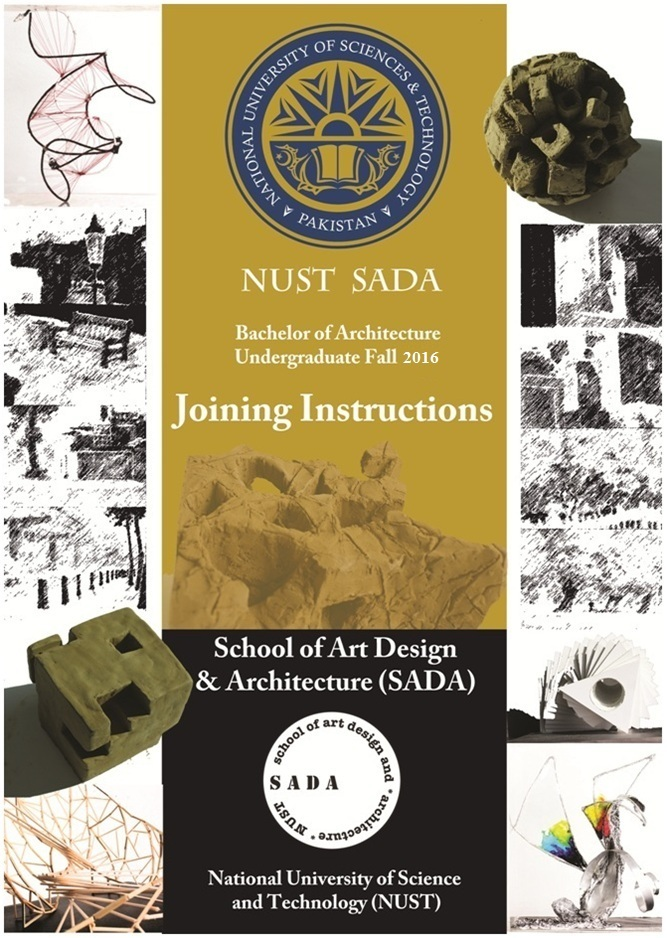 NATIONAL UNIVERSITY OF SCIENCES & TECHNOLOGY
PAKISTAN
NUST SADA
Bachelor of Architecture
Undergraduate Fall 2016
Joining Instructions
School of Art Design
& Architecture (SADA)
school of art design and * architecture * NUST
SADA
National University of Science
and Technology (NUST)